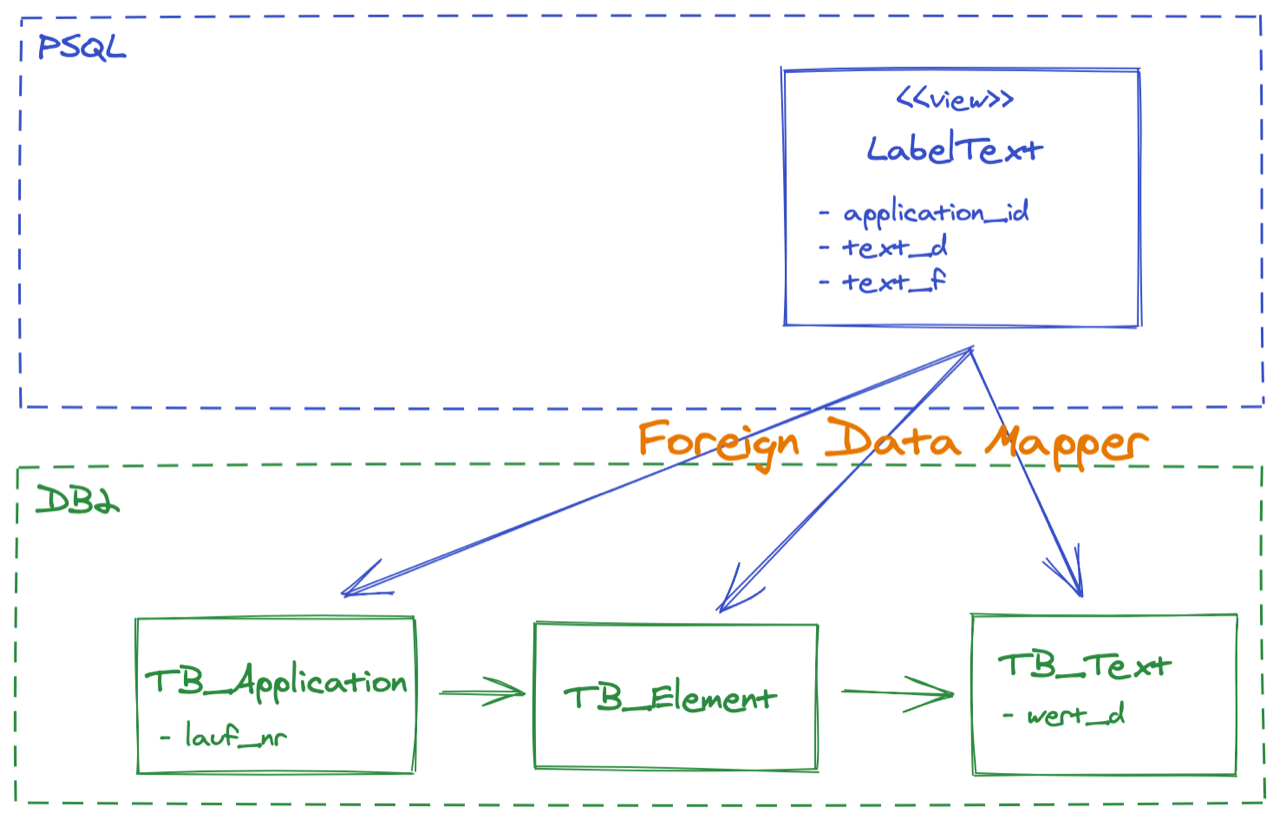 PSQL
<<view>>
LabelText
- application_id
- text_d
- text_f
Foreign Data Mapper
DB2
TB_Application
- lauf_nr
TB_Element
TB_Text
- wert_d